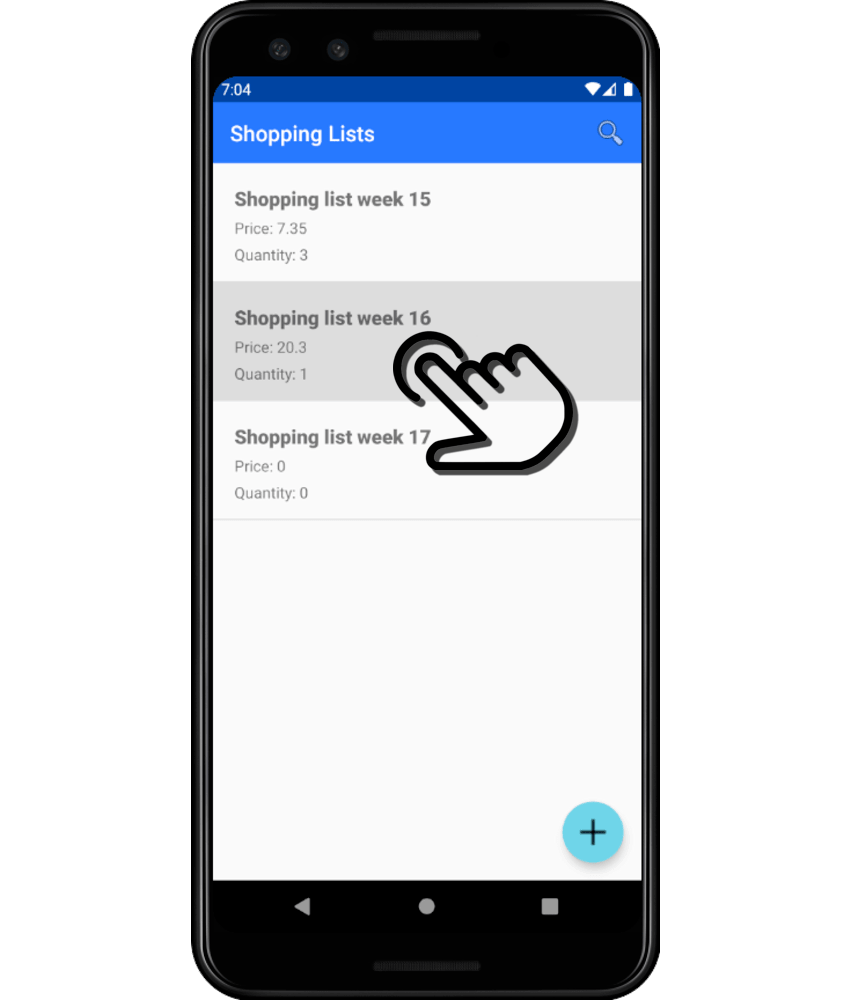 7:04
Shopping Lists
Shopping list week 15
Price: 7.35
Quantity: 3
Shopping list week 16
Price: 20.3
Quantity: 1
Shopping list week 17
Price: 0
Quantity: 0